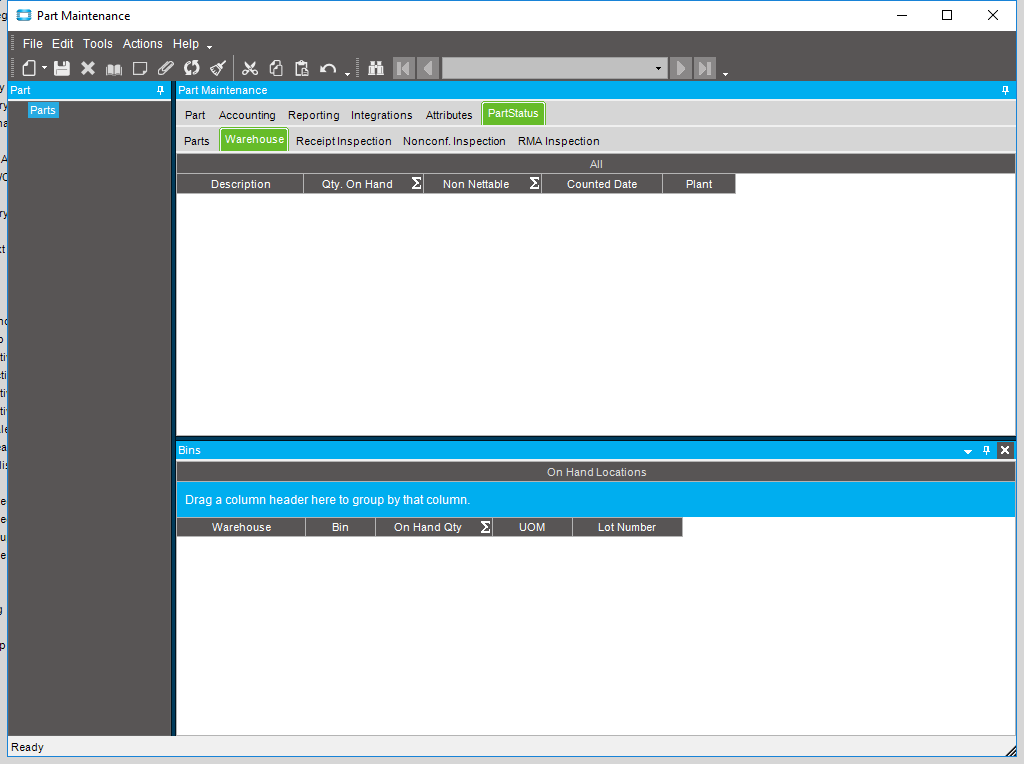 Part Maintenance
File Edit Tools Actions Help
Part
Part Maintenance
Parts
Part Accounting Reporting Integrations Attributes PartStatus
Parts Warehouse Receipt Inspection Nonconf. Inspection RMA Inspection
All
Description Qty. On Hand Σ Non Nettable Σ Counted Date Plant
Bins
On Hand Locations
Drag a column header here to group by that column.
Warehouse Bin On Hand Qty Σ UOM Lot Number
Ready